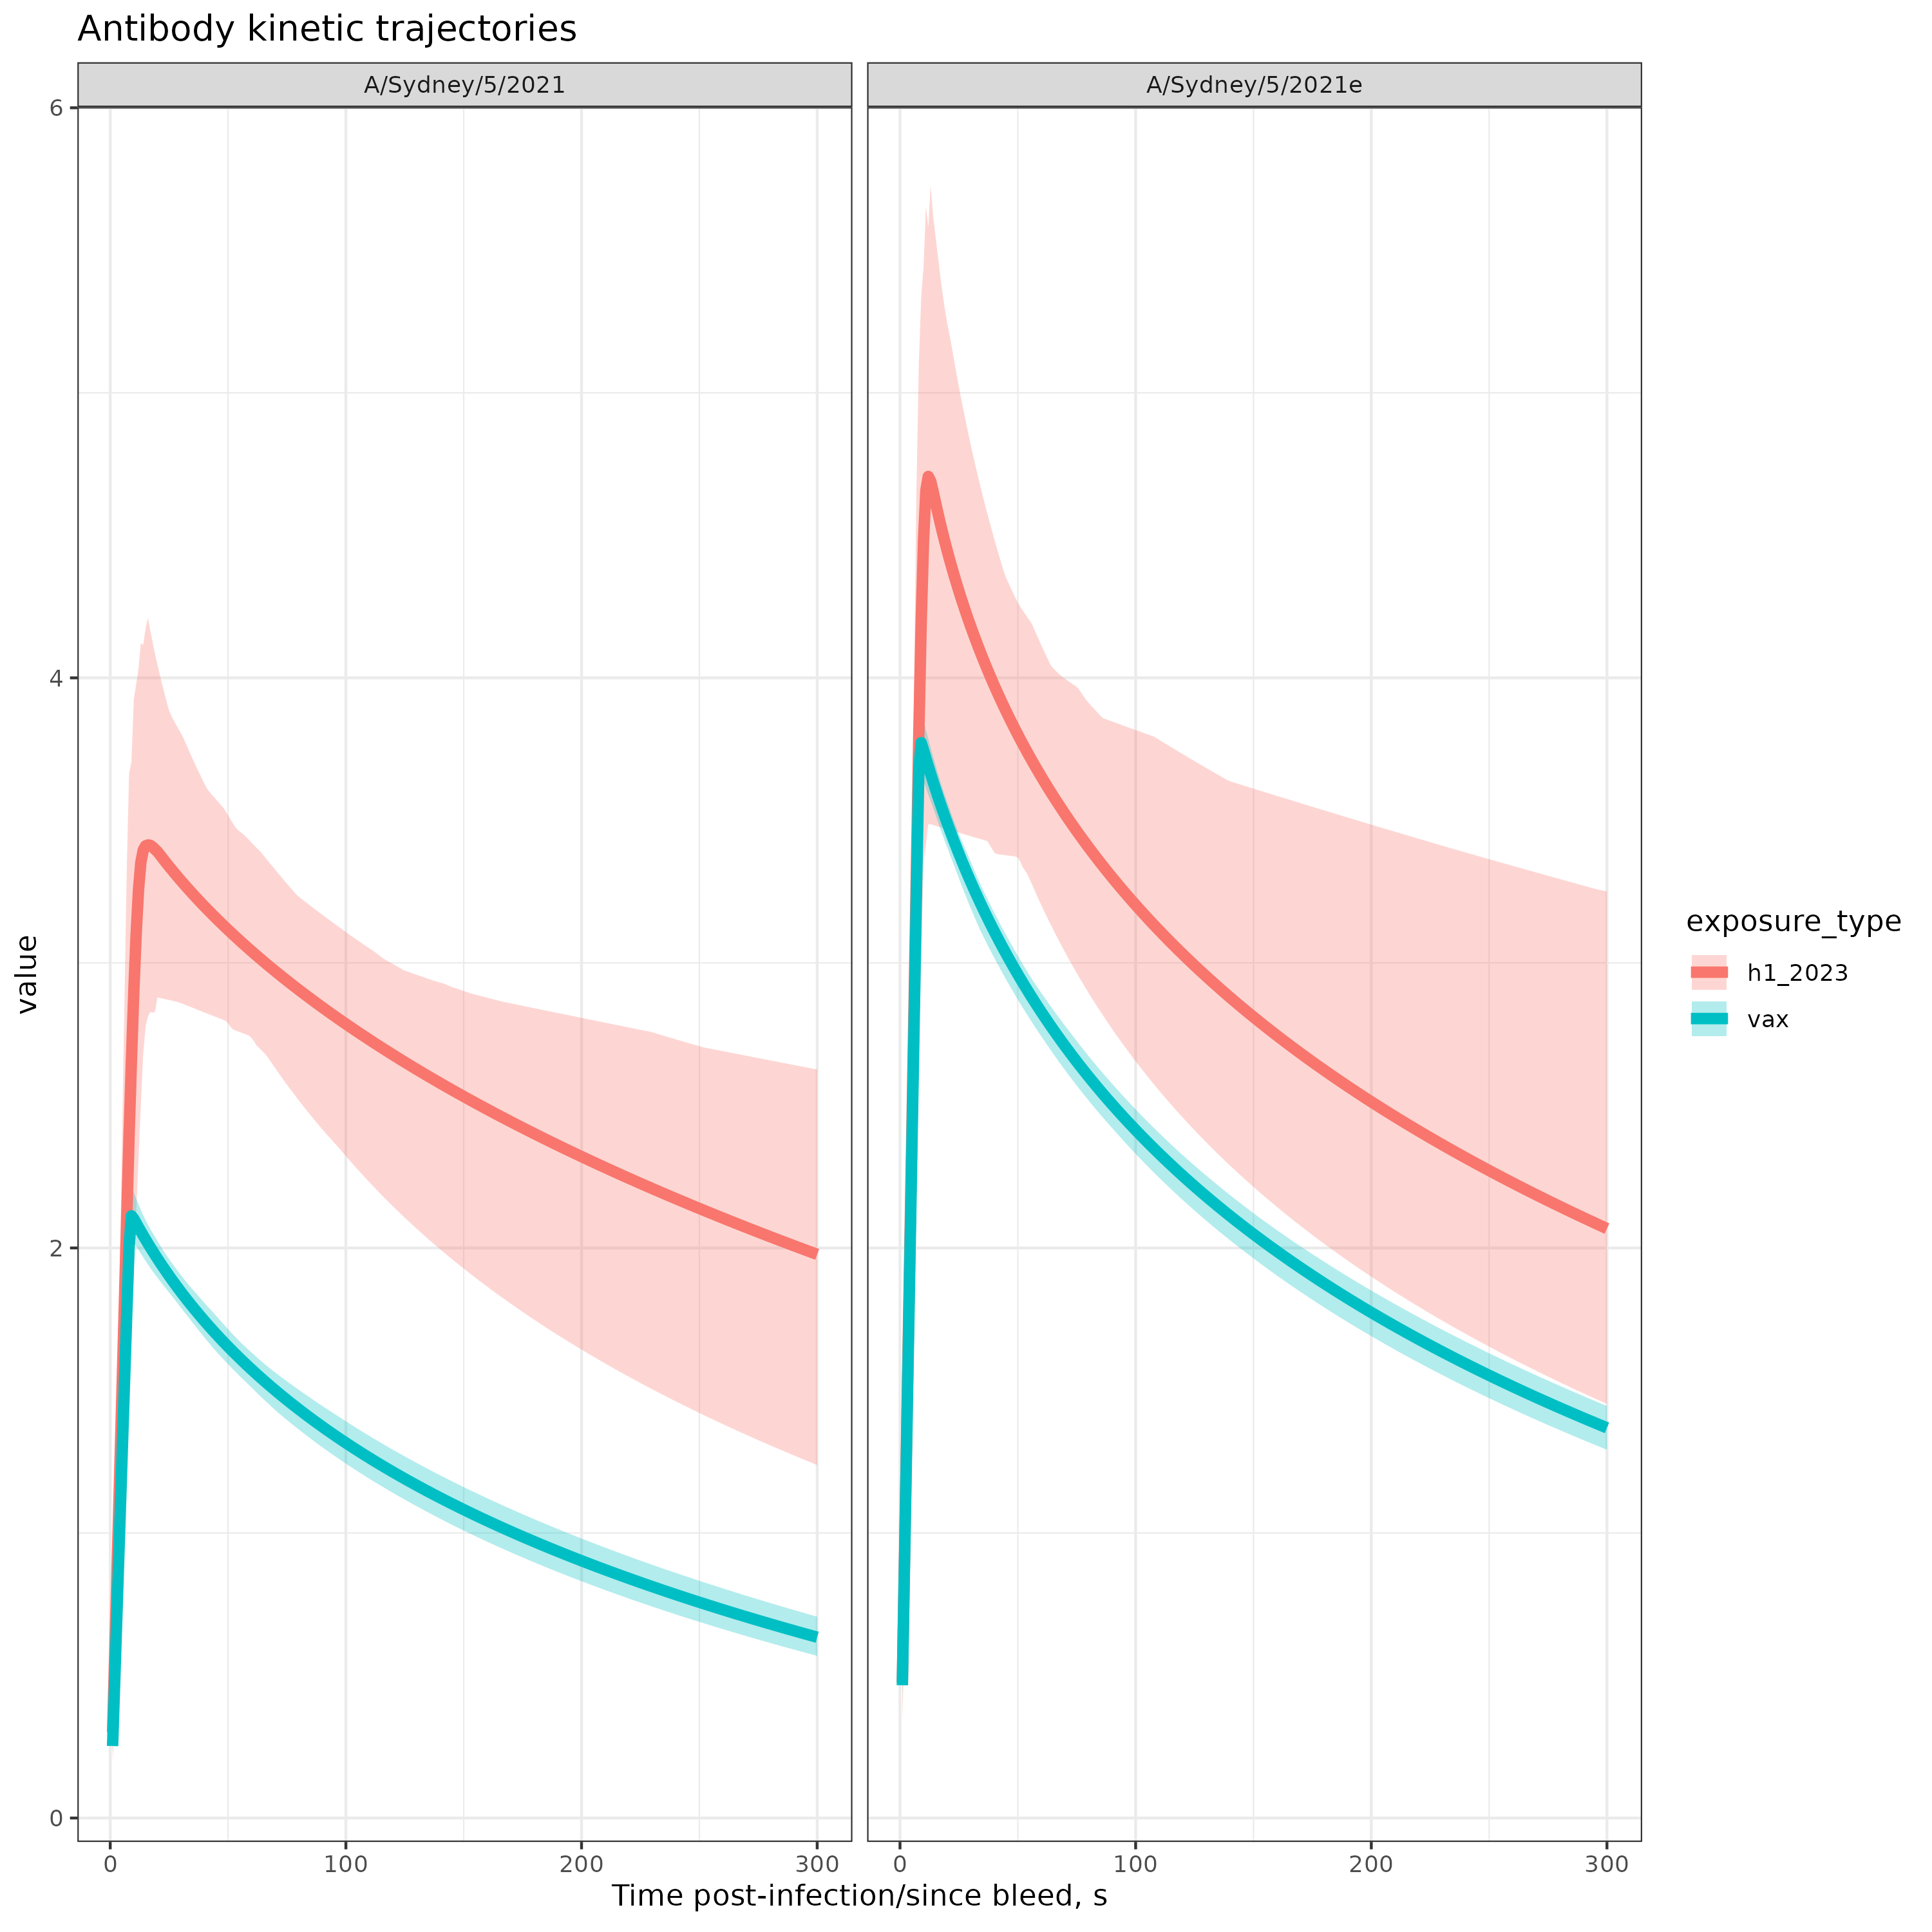 Antibody kinetic trajectories
A/Sydney/5/2021
A/Sydney/5/2021e
6
4
2
0
value
0
100
200
300
0
100
200
300
Time post-infection/since bleed, s
exposure_type
h1_2023
vax